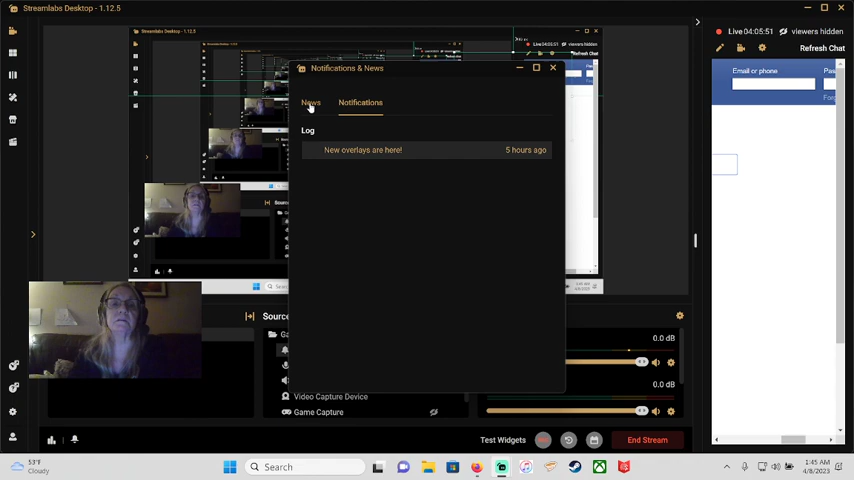 Streamlabs Desktop - 1.12.5
Live 04:05:51 viewers hidden
Refresh Chat
Email or phone
Notifications & News
News
Notifications
Log
New overlays are here!
5 hours ago
Video Capture Device
Game Capture
0.0 dB
0.0 dB
Test Widgets
REC
End Stream
53°F
Cloudy
Search
1:45 AM
4/8/2023